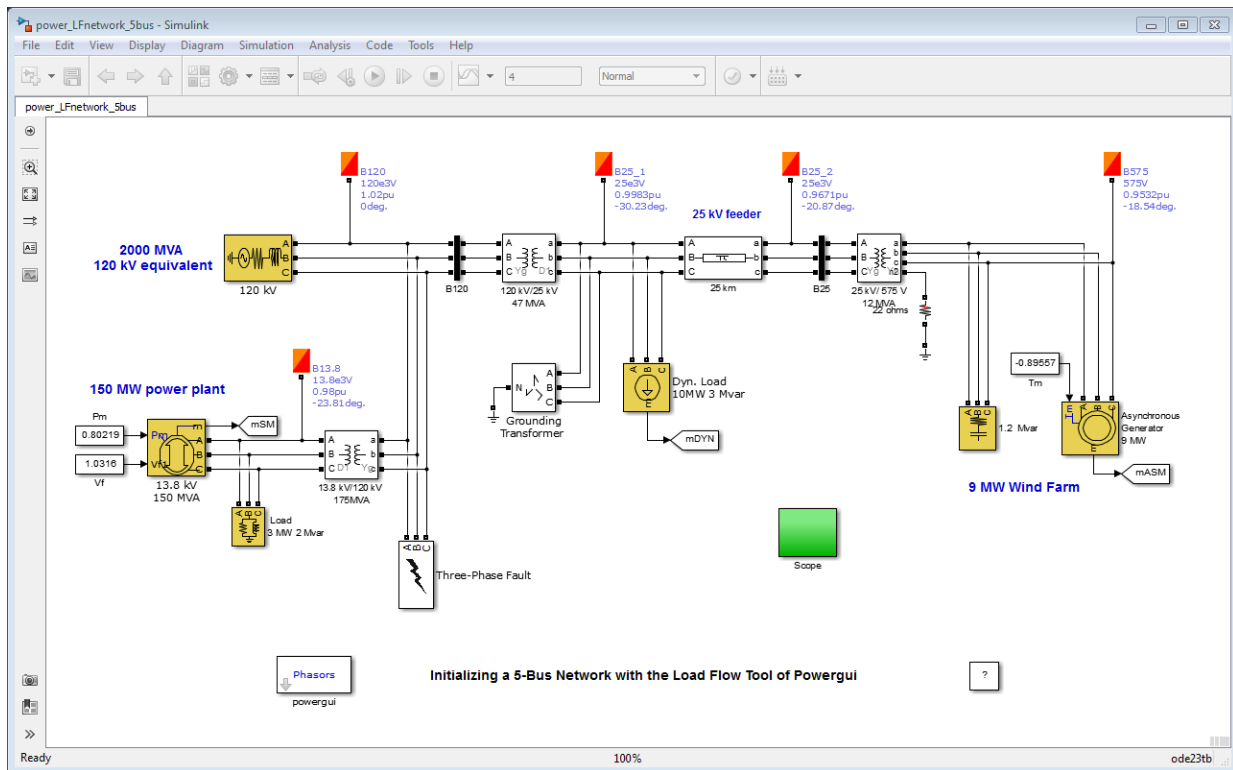 power_LFnetwork_5bus - Simulink
File Edit View Display Diagram Simulation Analysis Code Tools Help
4
Normal
power_LFnetwork_5bus
B120
120e3V
1.02pu
0deg.
B25_1
25e3V
0.9983pu
-30.23deg.
B25_2
25e3V
0.9671pu
-20.87deg.
B575
575V
0.9532pu
-18.54deg.
2000 MVA
120 kV equivalent
A
B
C
120 kV
B120
A
B
C
Yg
a
b
c
120 kV/25 kV
47 MVA
25 kV feeder
A
B
C
a
b
c
25 km
B25
A
B
C
Yg
a
b
c
n2
25 kV/ 575 V
12 MVA
22 ohms
150 MW power plant
B13.8
13.8e3V
0.98pu
-23.81deg.
Pm
0.80219
1.0316
Vf
Pm
Vf
m
A
B
C
13.8 kV
150 MVA
mSM
A
B
C
D1
a
b
c
Yg
13.8 kV/120 kV
175MVA
A B C
Load
3 MW 2 Mvar
A B C
Three-Phase Fault
N
A
B
C
Grounding
Transformer
A B C
E
Dyn. Load
10MW 3 Mvar
mDYN
A B C
1.2 Mvar
-0.89557
Tm
A B C
Asynchronous
Generator
9 MW
mASM
9 MW Wind Farm
Scope
Phasors
powergui
Initializing a 5-Bus Network with the Load Flow Tool of Powergui
?
Ready
100%
ode23tb